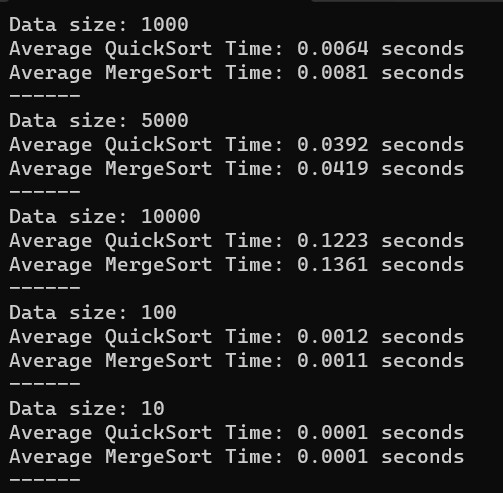 Data size: 1000
Average QuickSort Time: 0.0064 seconds
Average MergeSort Time: 0.0081 seconds
------
Data size: 5000
Average QuickSort Time: 0.0392 seconds
Average MergeSort Time: 0.0419 seconds
------
Data size: 10000
Average QuickSort Time: 0.1223 seconds
Average MergeSort Time: 0.1361 seconds
------
Data size: 100
Average QuickSort Time: 0.0012 seconds
Average MergeSort Time: 0.0011 seconds
------
Data size: 10
Average QuickSort Time: 0.0001 seconds
Average MergeSort Time: 0.0001 seconds
------